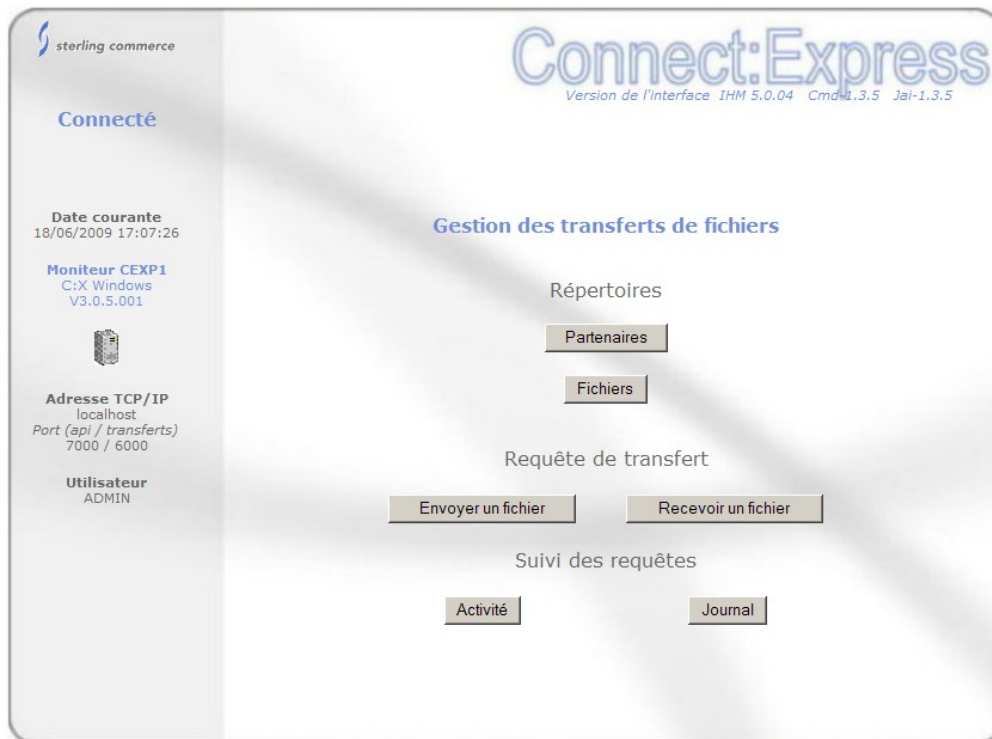 sterling commerce
Connect:Express
Version de l'interface IHM 5.0.04 Cmd-1.3.5 Jai-1.3.5
Connecté
Date courante
18/06/2009 17:07:26
Moniteur CEXP1
C:X Windows
V3.0.5.001
Adresse TCP/IP
localhost
Port (api / transferts)
7000 / 6000
Utilisateur
ADMIN
Gestion des transferts de fichiers
Répertoires
Partenaires
Fichiers
Requête de transfert
Envoyer un fichier Recevoir un fichier
Suivi des requêtes
Activité Journal